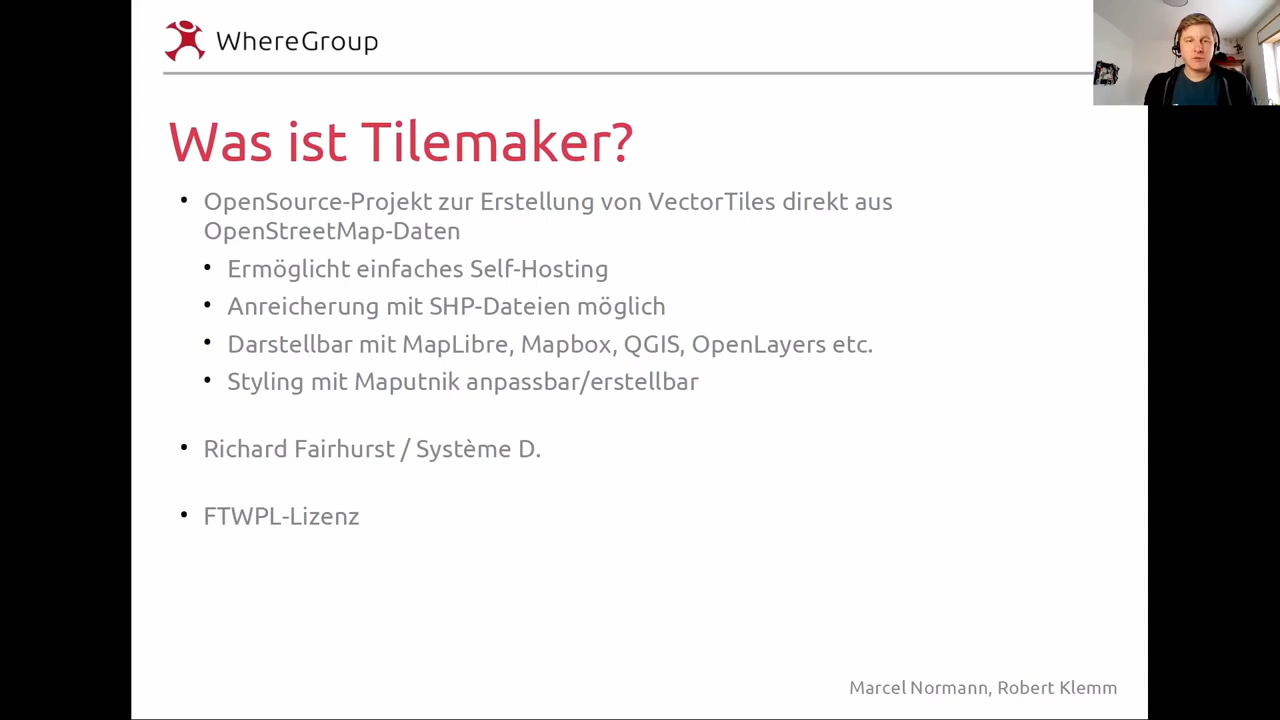 WhereGroup
Was ist Tilemaker?
• OpenSource-Projekt zur Erstellung von VectorTiles direkt aus
OpenStreetMap-Daten
• Ermöglicht einfaches Self-Hosting
• Anreicherung mit SHP-Dateien möglich
• Darstellbar mit MapLibre, Mapbox, QGIS, OpenLayers etc.
• Styling mit Maputnik anpassbar/erstellbar
• Richard Fairhurst / Système D.
• FTWPL-Lizenz
Marcel Normann, Robert Klemm